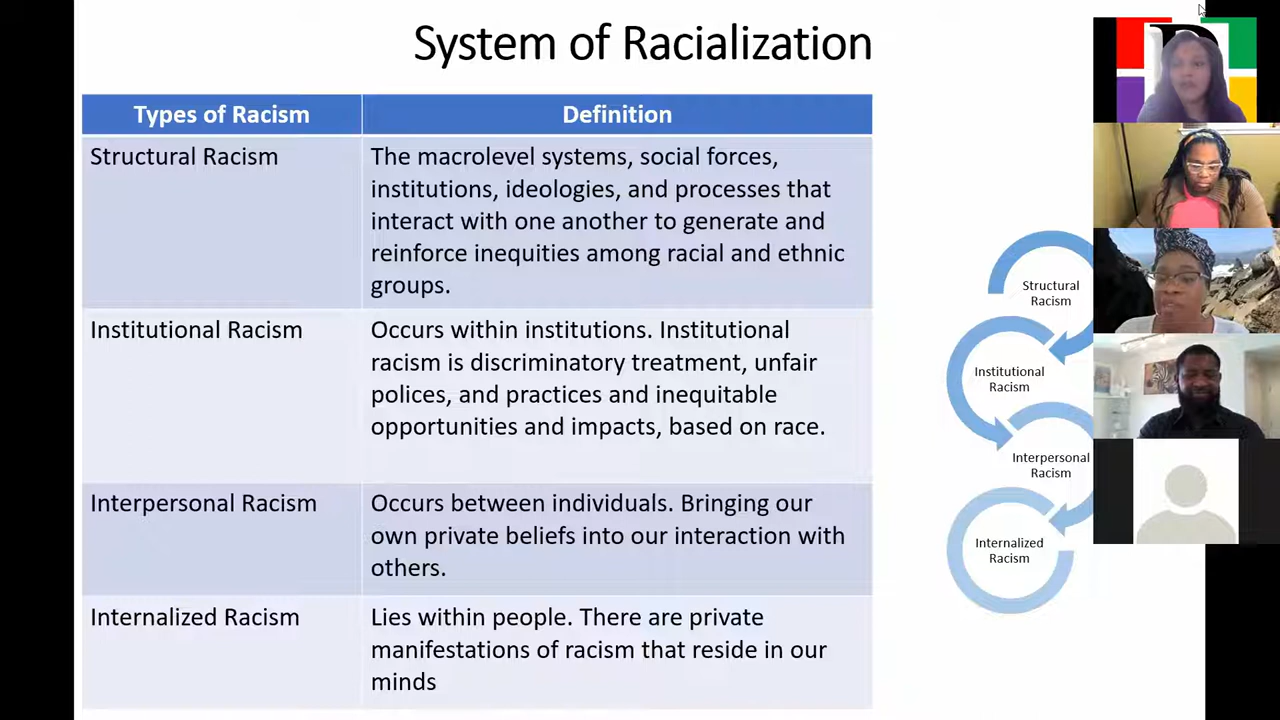 System of Racialization
Types of Racism
Definition
Structural Racism
The macrolevel systems, social forces,
institutions, ideologies, and processes that
interact with one another to generate and
reinforce inequities among racial and ethnic
groups.
Institutional Racism
Occurs within institutions. Institutional
racism is discriminatory treatment, unfair
polices, and practices and inequitable
opportunities and impacts, based on race.
Interpersonal Racism
Occurs between individuals. Bringing our
own private beliefs into our interaction with
others.
Internalized Racism
Lies within people. There are private
manifestations of racism that reside in our
minds
Structural
Racism
Institutional
Racism
Interpersonal
Racism
Internalized
Racism